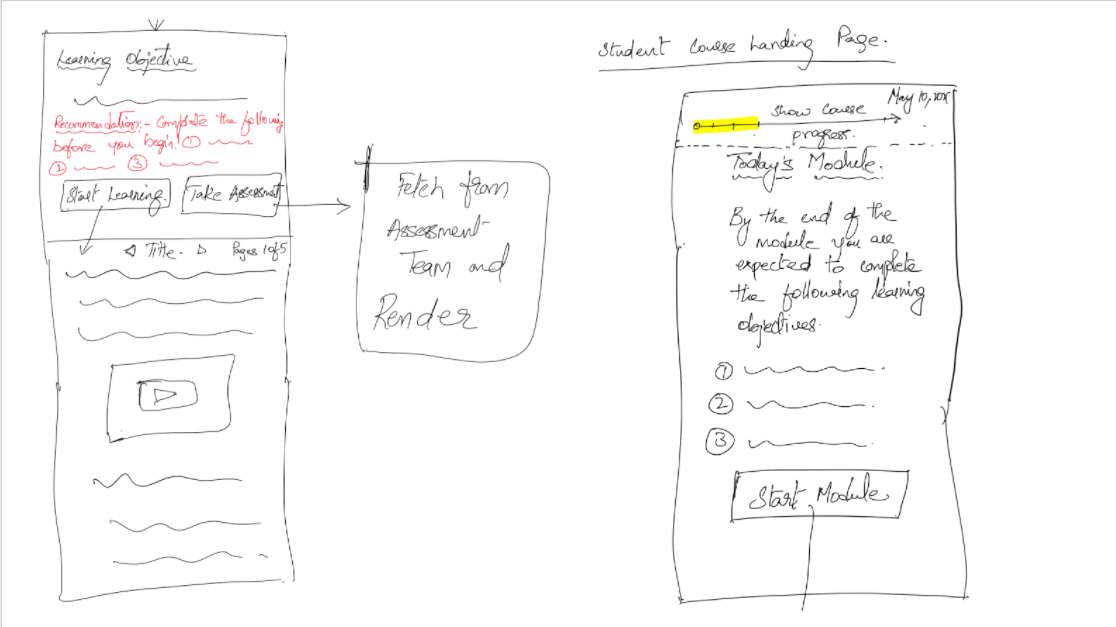 Learning Objective
Recommendation:- Complete the following
before you begin! ①
② ③
Start Learning.
Take Assessment
◁ Title. ▷ Pages 1 of 5
Fetch from
Assessment
Team and
Render
Student Course Landing Page.
May 10,
Show Course
progress.
Today's Module.
By the end of the
module you are
expected to complete
the following learning
objectives.
①
②
③
Start Module